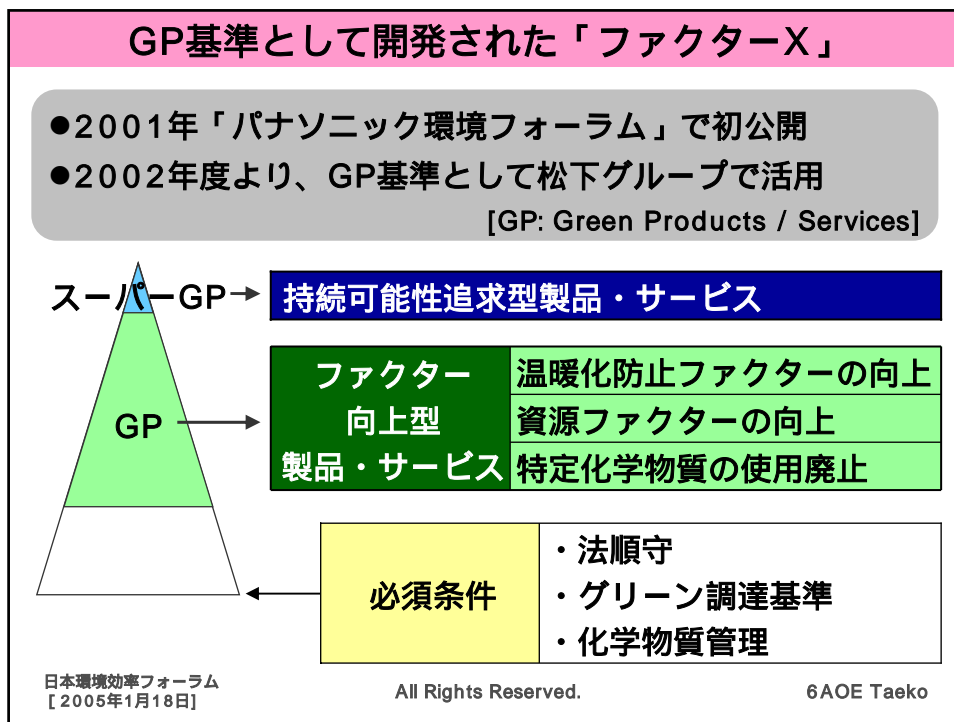 GP基準として開発された「ファクターX」
●2001年「パナソニック環境フォーラム」で初公開
●2002年度より、GP基準として松下グループで活用
[GP: Green Products / Services]
スーパーGP
持続可能性追求型製品・サービス
GP
ファクター
向上型
製品・サービス
温暖化防止ファクターの向上
資源ファクターの向上
特定化学物質の使用廃止
必須条件
・法順守
・グリーン調達基準
・化学物質管理
日本環境効率フォーラム
[ 2005年1月18日]
All Rights Reserved.
6AOE Taeko